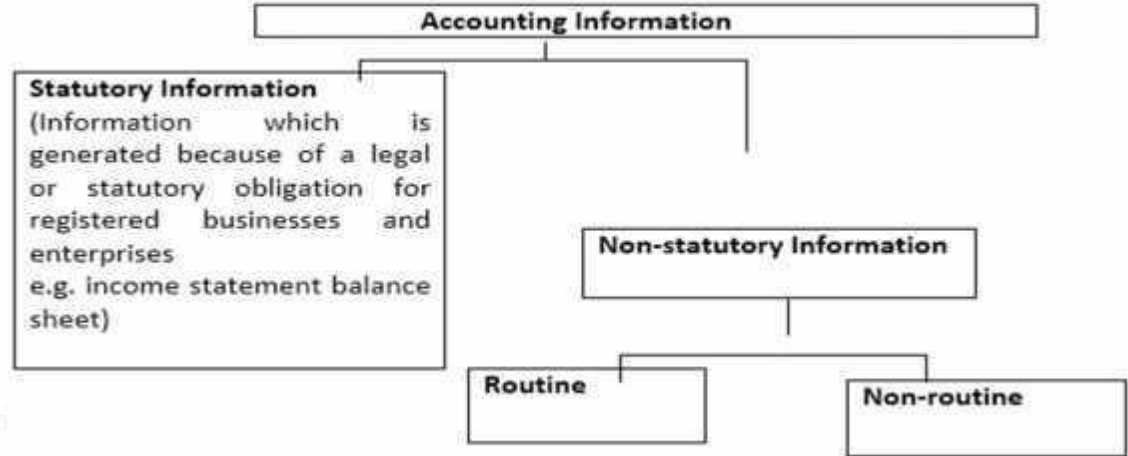 Accounting Information
Statutory Information
(Information which is
generated because of a legal
or statutory obligation for
registered businesses and
enterprises
e.g. income statement balance
sheet)
Non-statutory Information
Routine
Non-routine